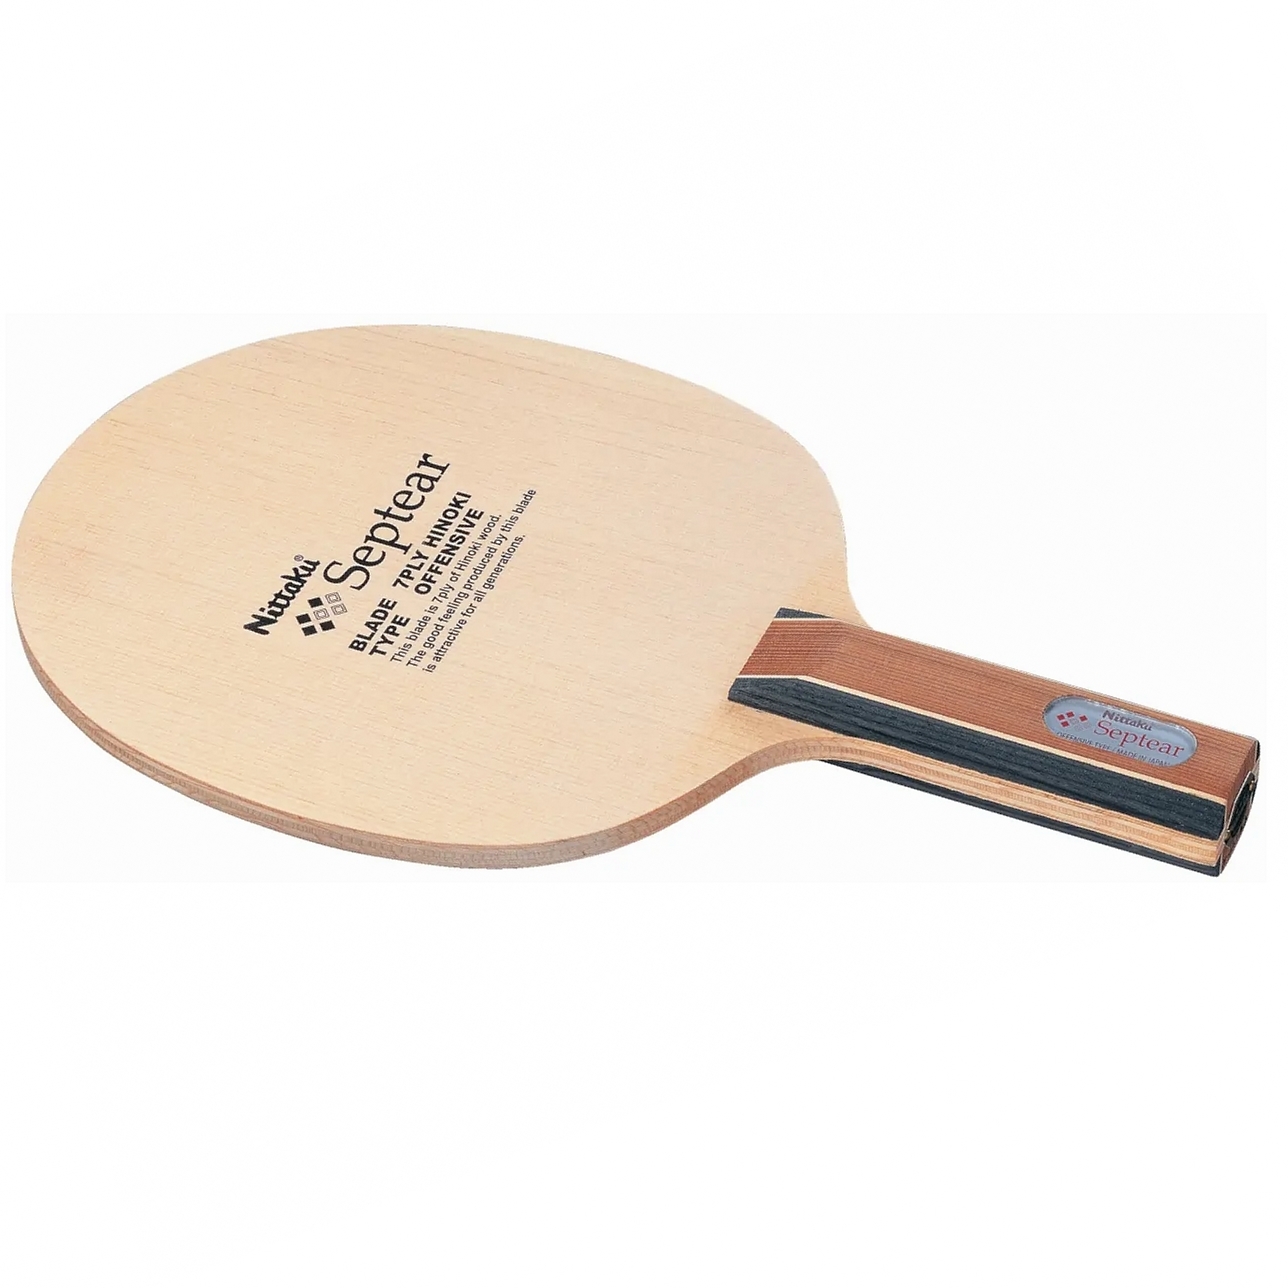 Nittaku®
Septear
BLADE 7PLY HINOKI
TYPE OFFENSIVE
This blade is 7ply of Hinoki wood.
The good feeling produced by this blade
is attractive for all generations.
Nittaku
Septear
OFFENSIVE TYPE MADE IN JAPAN